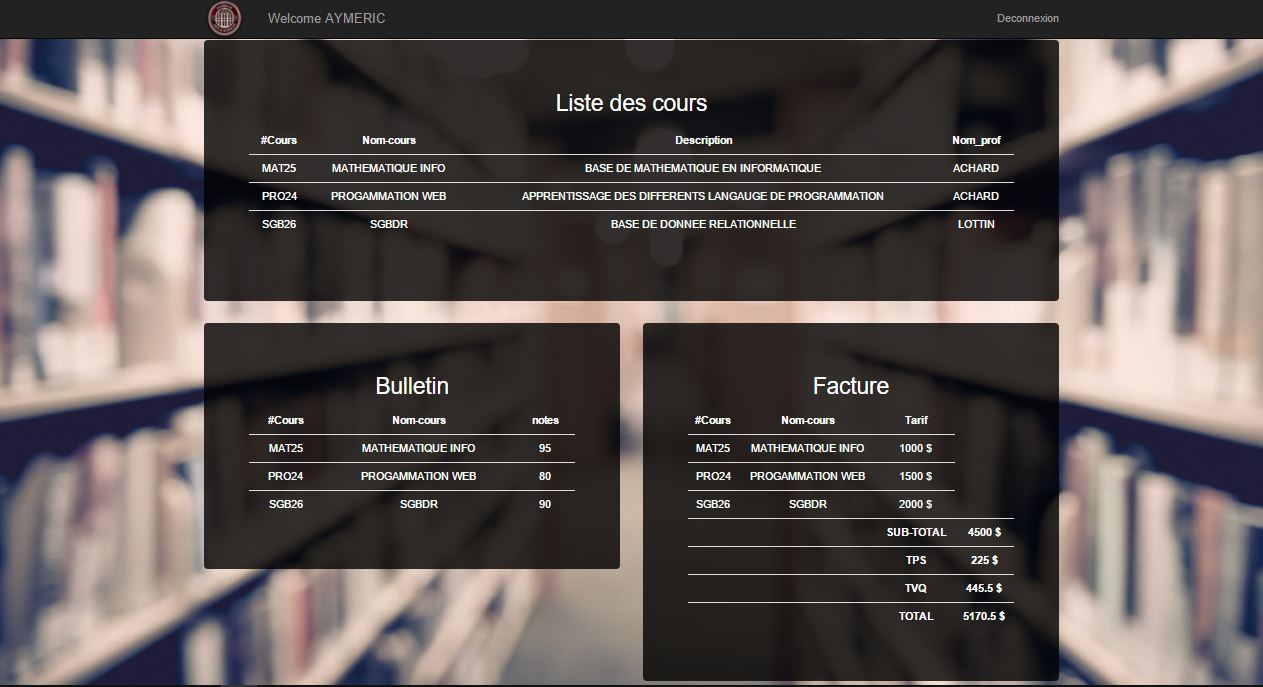 Welcome AYMERIC Deconnexion
Liste des cours
#Cours Nom-cours Description Nom_prof
MAT25 MATHEMATIQUE INFO BASE DE MATHEMATIQUE EN INFORMATIQUE ACHARD
PRO24 PROGAMMATION WEB APPRENTISSAGE DES DIFFERENTS LANGAUGE DE PROGRAMMATION ACHARD
SGB26 SGBDR BASE DE DONNEE RELATIONNELLE LOTTIN
Bulletin
#Cours Nom-cours notes
MAT25 MATHEMATIQUE INFO 95
PRO24 PROGAMMATION WEB 80
SGB26 SGBDR 90
Facture
#Cours Nom-cours Tarif
MAT25 MATHEMATIQUE INFO 1000 $
PRO24 PROGAMMATION WEB 1500 $
SGB26 SGBDR 2000 $
SUB-TOTAL 4500 $
TPS 225 $
TVQ 445.5 $
TOTAL 5170.5 $